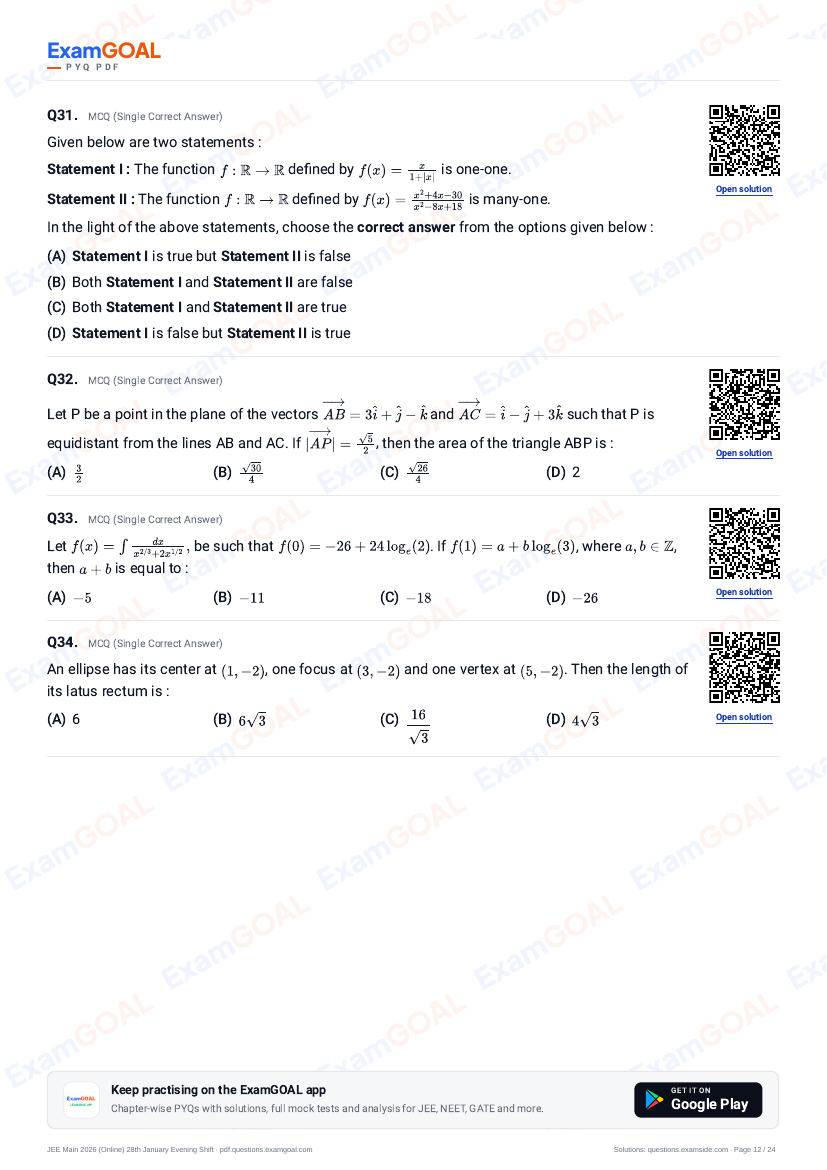 ExamGOAL
PYQ PDF
Q31. MCQ (Single Correct Answer)
Given below are two statements :
Statement I : The function f : ℝ → ℝ defined by f(x) = x/(1+|x|) is one-one.
Statement II : The function f : ℝ → ℝ defined by f(x) = (x²+4x−30)/(x²−8x+18) is many-one.
In the light of the above statements, choose the correct answer from the options given below :
(A) Statement I is true but Statement II is false
(B) Both Statement I and Statement II are false
(C) Both Statement I and Statement II are true
(D) Statement I is false but Statement II is true
Open solution
Q32. MCQ (Single Correct Answer)
Let P be a point in the plane of the vectors \overrightarrow{AB} = 3î + ĵ − k̂ and \overrightarrow{AC} = î − ĵ + 3k̂ such that P is
equidistant from the lines AB and AC. If |\overrightarrow{AP}| = √5/2, then the area of the triangle ABP is :
(A) 3/2 (B) √30/4 (C) √26/4 (D) 2
Open solution
Q33. MCQ (Single Correct Answer)
Let f(x) = ∫ dx/(x^{2/3}+2x^{1/2}), be such that f(0) = −26 + 24 logₑ(2). If f(1) = a + b logₑ(3), where a, b ∈ ℤ,
then a + b is equal to :
(A) −5 (B) −11 (C) −18 (D) −26
Open solution
Q34. MCQ (Single Correct Answer)
An ellipse has its center at (1, −2), one focus at (3, −2) and one vertex at (5, −2). Then the length of
its latus rectum is :
(A) 6 (B) 6√3 (C) 16/√3 (D) 4√3
Open solution
Keep practising on the ExamGOAL app
Chapter-wise PYQs with solutions, full mock tests and analysis for JEE, NEET, GATE and more.
GET IT ON
Google Play
JEE Main 2026 (Online) 28th January Evening Shift · pdf.questions.examgoal.com
Solutions: questions.examside.com · Page 12 / 24